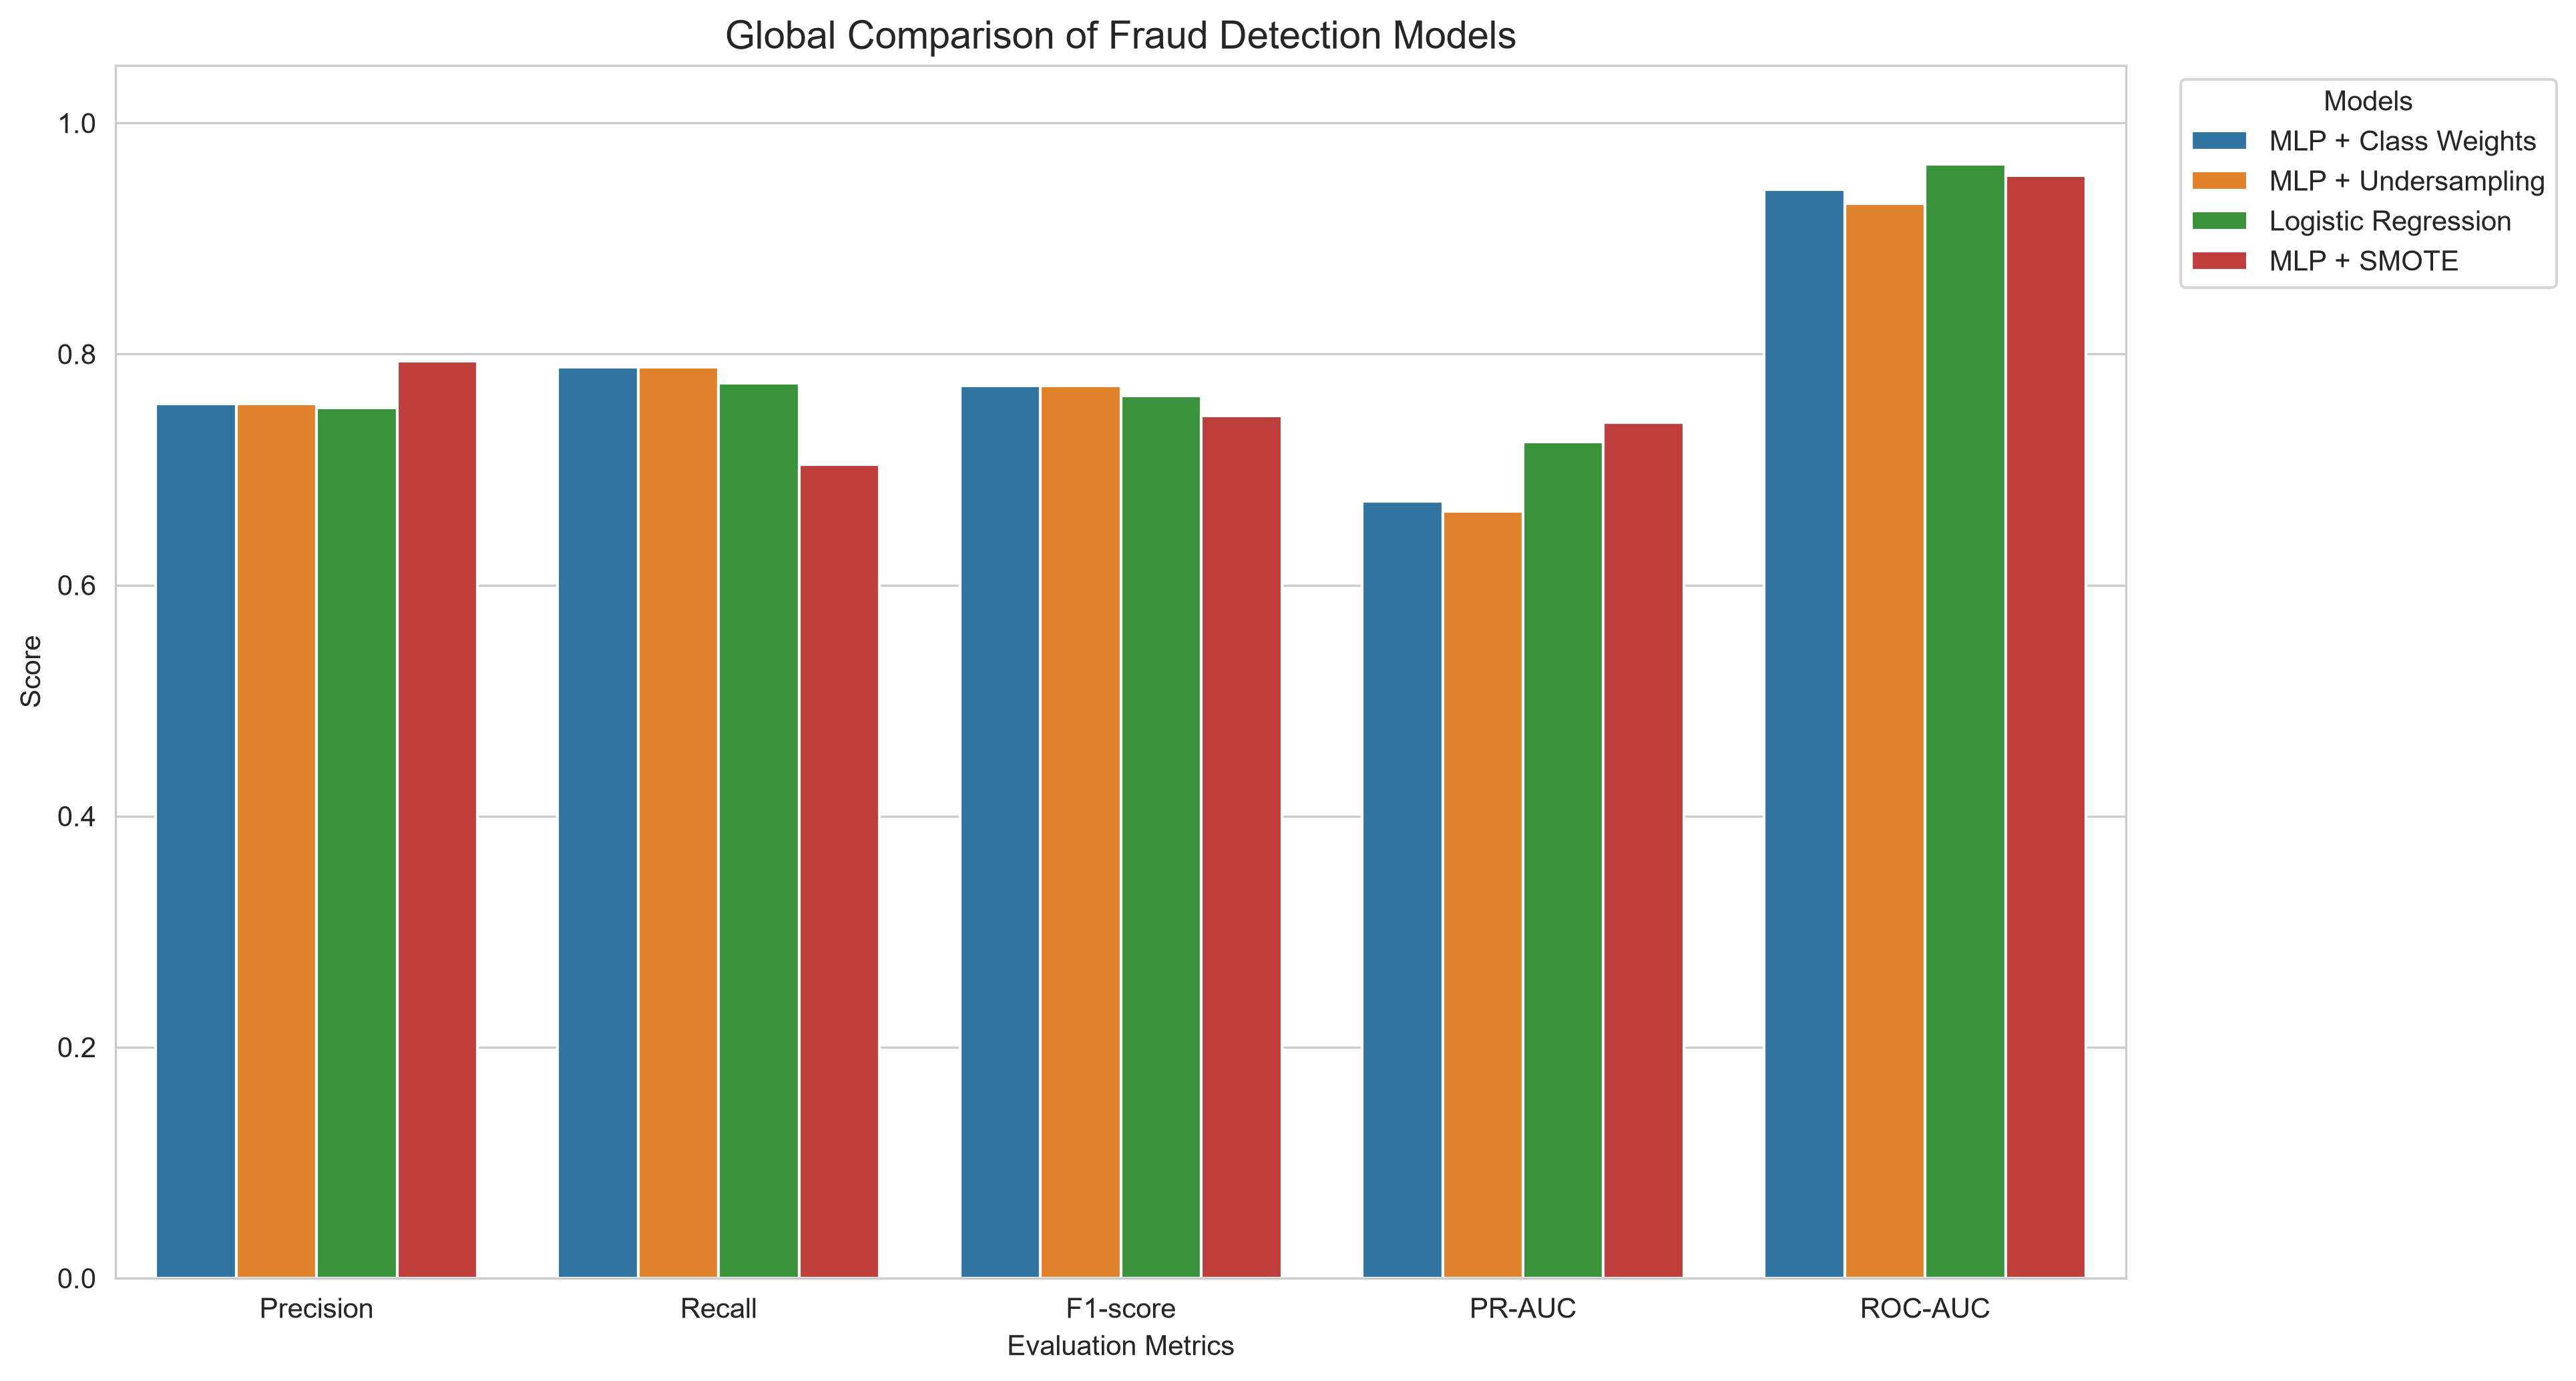 Global Comparison of Fraud Detection Models
Models
MLP + Class Weights
MLP + Undersampling
Logistic Regression
MLP + SMOTE
Score
1.0
0.8
0.6
0.4
0.2
0.0
Precision
Recall
F1-score
PR-AUC
ROC-AUC
Evaluation Metrics